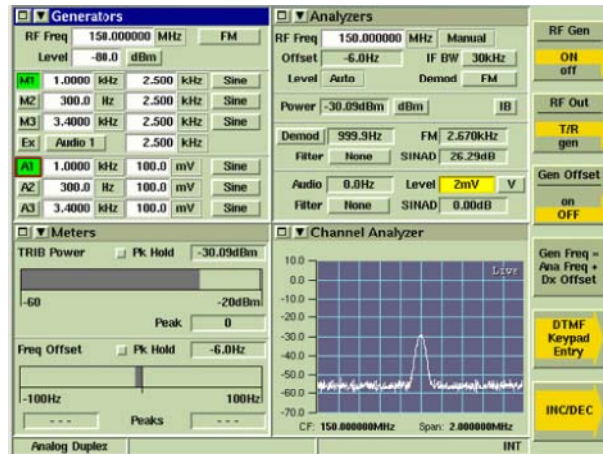 Generators
RF Freq 150.000000 MHz FM
Level -80.0 dBm
M1 1.0000 kHz 2.500 kHz Sine
M2 300.0 Hz 2.500 kHz Sine
M3 3.4000 kHz 2.500 kHz Sine
Ex Audio 1 2.500 kHz
A1 1.0000 kHz 100.0 mV Sine
A2 300.0 Hz 100.0 mV Sine
A3 3.4000 kHz 100.0 mV Sine
Analyzers
RF Freq 150.000000 MHz Manual
Offset -6.0Hz IF BW 30kHz
Level Auto Demod FM
Power -30.09dBm dBm IB
Demod 999.9Hz FM 2.670kHz
Filter None SINAD 26.29dB
Audio 0.0Hz Level 2mV V
Filter None SINAD 0.00dB
Meters
TRIB Power Pk Hold -30.09dBm
-60 -20dBm
Peak 0
Freq Offset Pk Hold -6.0Hz
-100Hz 100Hz
--- Peaks ---
Channel Analyzer
Live
10.0
0.0
-10.0
-20.0
-30.0
-40.0
-50.0
-60.0
-70.0
CF: 150.000000MHz Span: 2.000000MHz
RF Gen
ON
off
RF Out
T/R
gen
Gen Offset
on
OFF
Gen Freq =
Ana Freq +
Dx Offset
DTMF
Keypad
Entry
INC/DEC
Analog Duplex INT